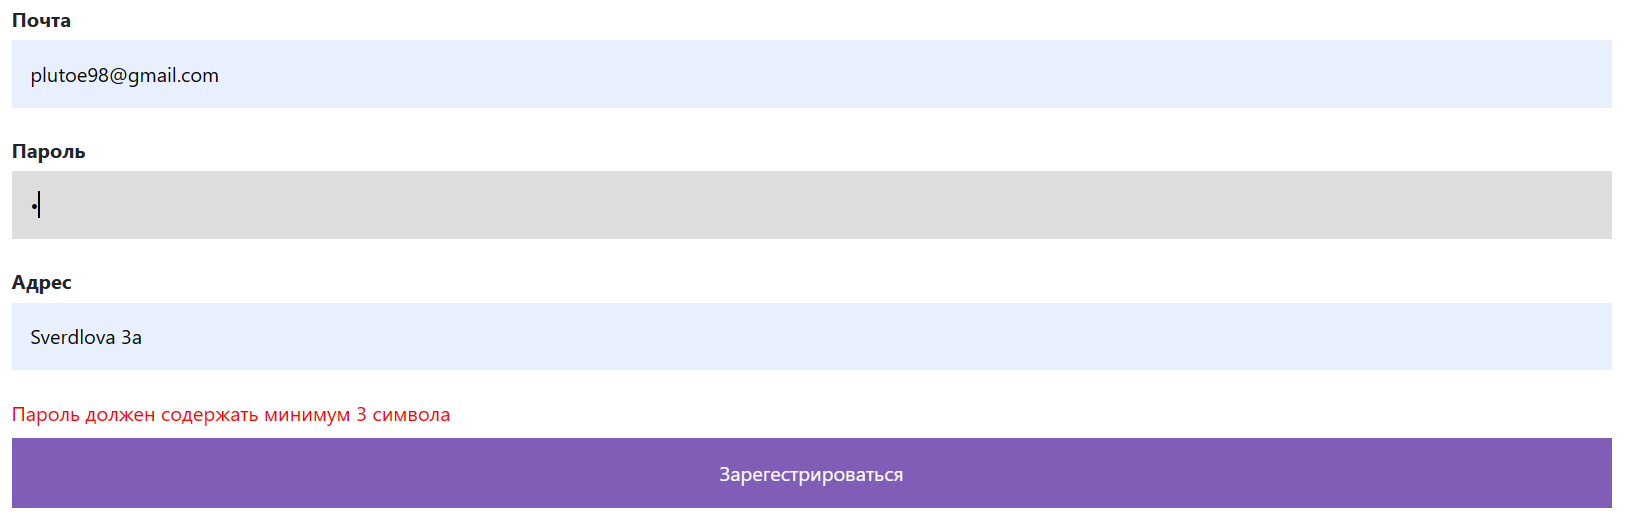 Почта
plutoe98@gmail.com
Пароль
•
Адрес
Sverdlova 3a
Пароль должен содержать минимум 3 символа
Зарегестрироваться